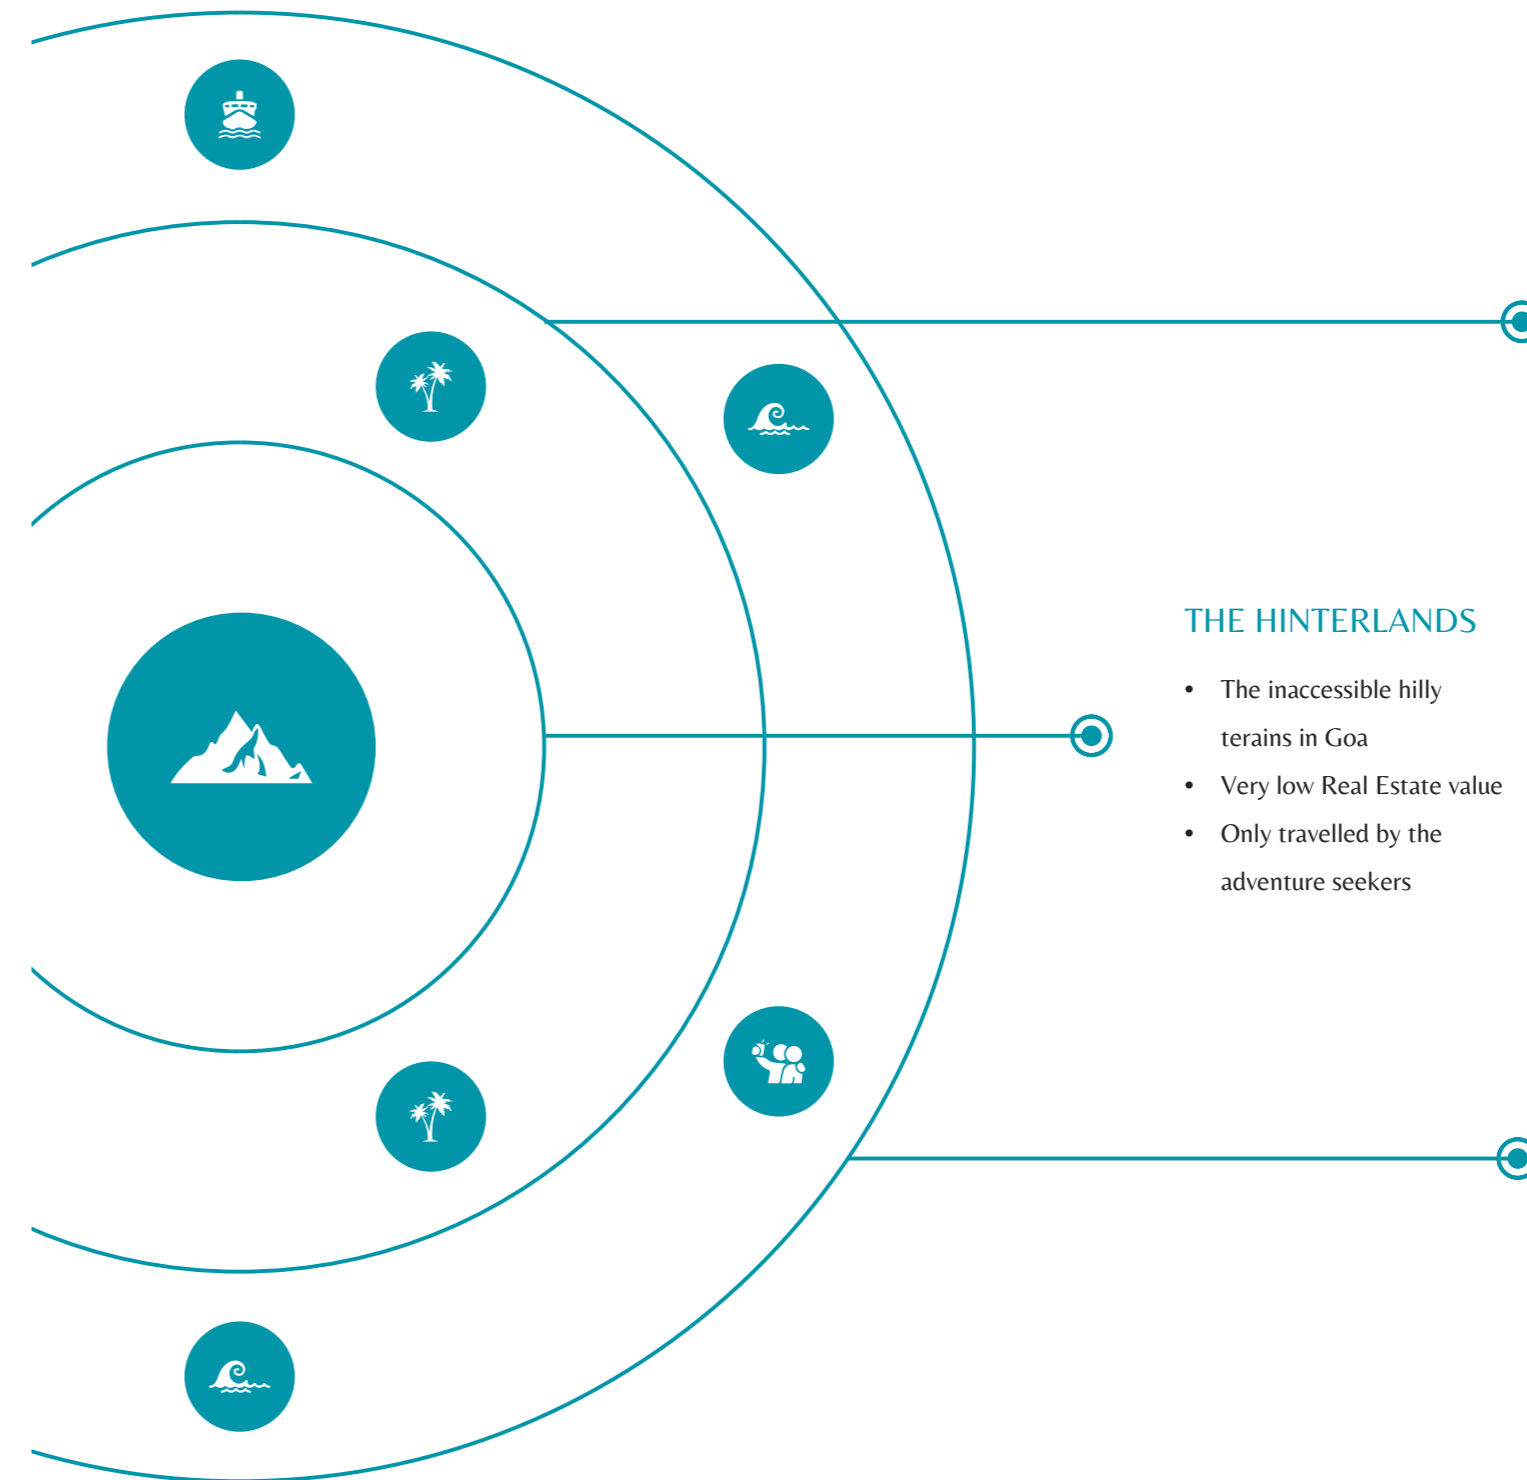 THE HINTERLANDS
• The inaccessible hilly
terains in Goa
• Very low Real Estate value
• Only travelled by the
adventure seekers